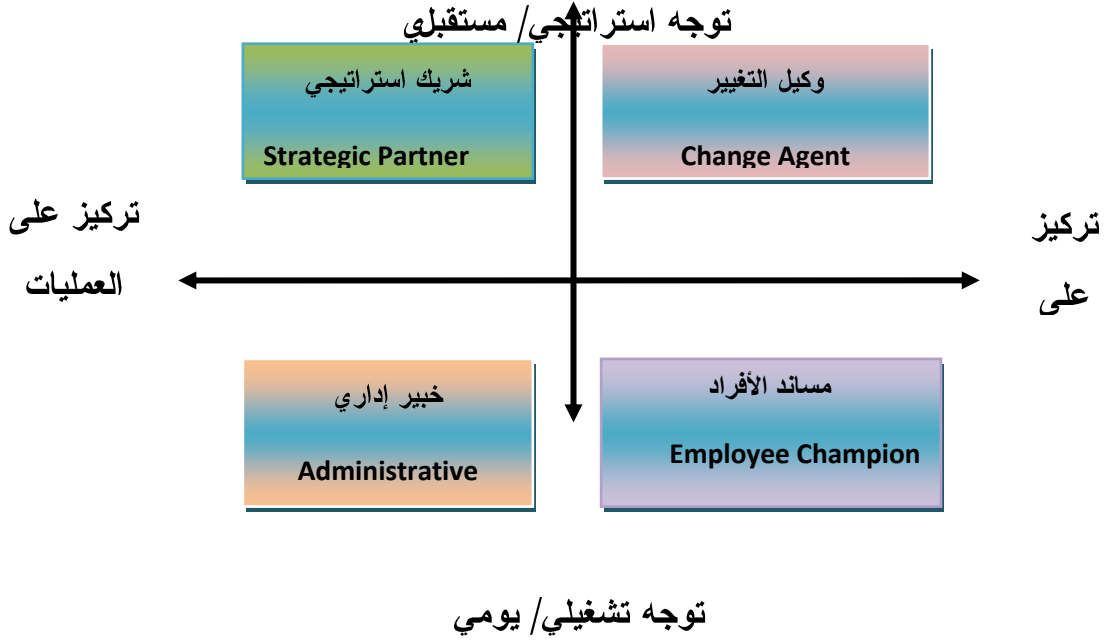 توجه استراتيجي/ مستقبلي
شريك استراتيجي
Strategic Partner
وكيل التغيير
Change Agent
تركيز على
العمليات
تركيز
على
خبير إداري
Administrative
مساند الأفراد
Employee Champion
توجه تشغيلي/ يومي